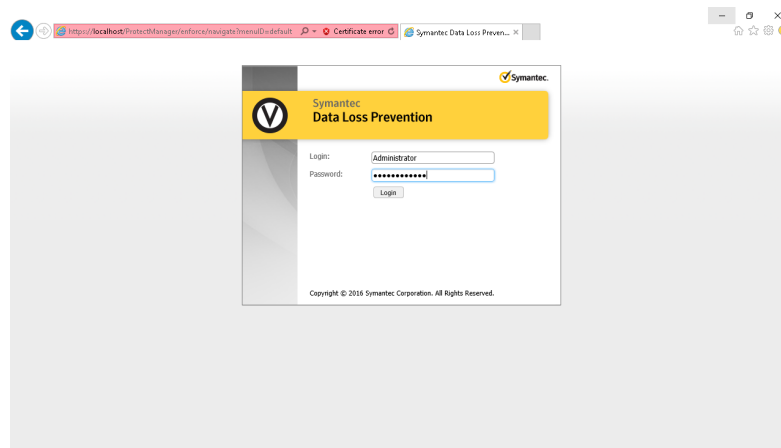 https://localhost/ProtectManager/enforce/navigate?menuID=default
Certificate error
Symantec Data Loss Preven...
Symantec.
Symantec
Data Loss Prevention
Login:
Administrator
Password:
Login
Copyright © 2016 Symantec Corporation. All Rights Reserved.